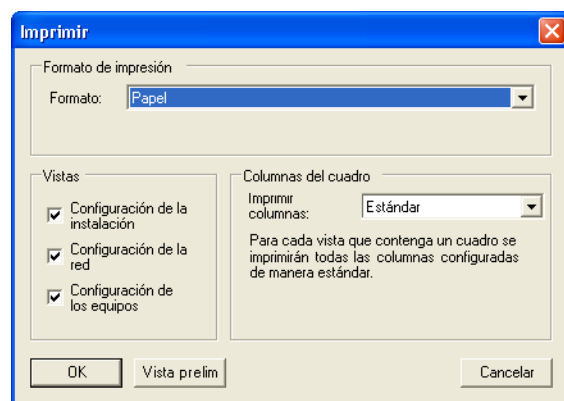 Imprimir
Formato de impresión
Formato:
Papel
Vistas
Configuración de la
instalación
Configuración de la
red
Configuración de
los equipos
Columnas del cuadro
Imprimir
columnas:
Estándar
Para cada vista que contenga un cuadro se
imprimirán todas las columnas configuradas
de manera estándar.
OK
Vista prelim
Cancelar